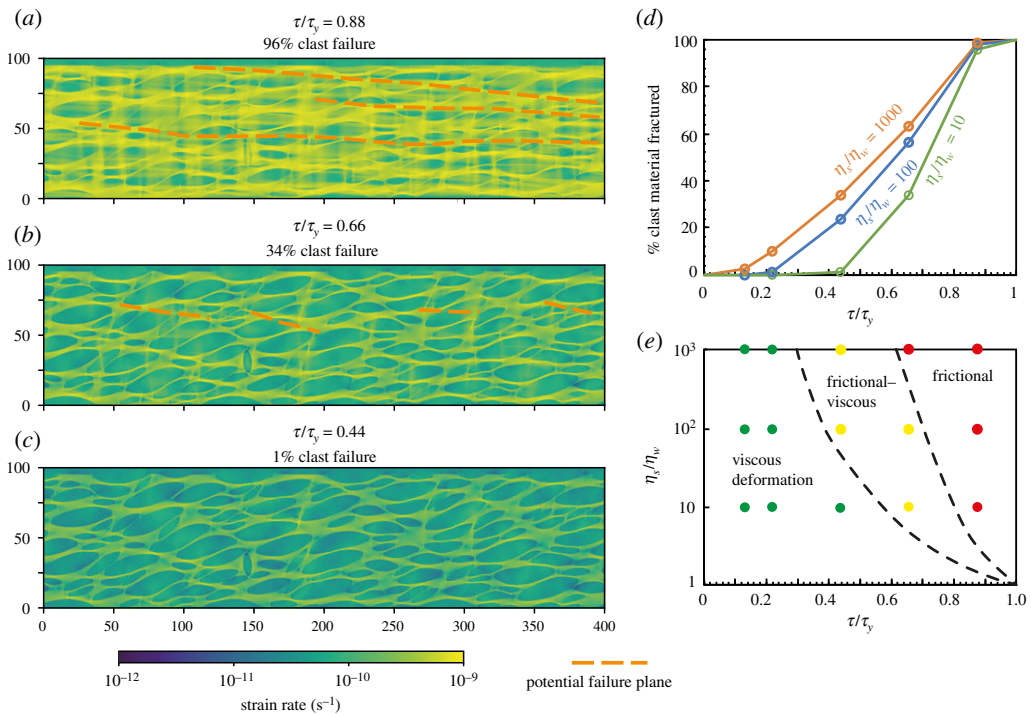 (a)
τ/τy = 0.88
96% clast failure
100
50
0
(b)
τ/τy = 0.66
34% clast failure
100
50
0
(c)
τ/τy = 0.44
1% clast failure
100
50
0
0 50 100 150 200 250 300 350 400
10⁻¹² 10⁻¹¹ 10⁻¹⁰ 10⁻⁹
strain rate (s⁻¹)
potential failure plane
(d)
100
80
60
40
20
0
% clast material fractured
ηs/ηw = 1000
ηs/ηw = 100
ηs/ηw = 10
0 0.2 0.4 0.6 0.8 1.0
τ/τy
(e)
10³
10²
10
1
ηs/ηw
viscous
deformation
frictional–
viscous
frictional
0 0.2 0.4 0.6 0.8 1.0
τ/τy